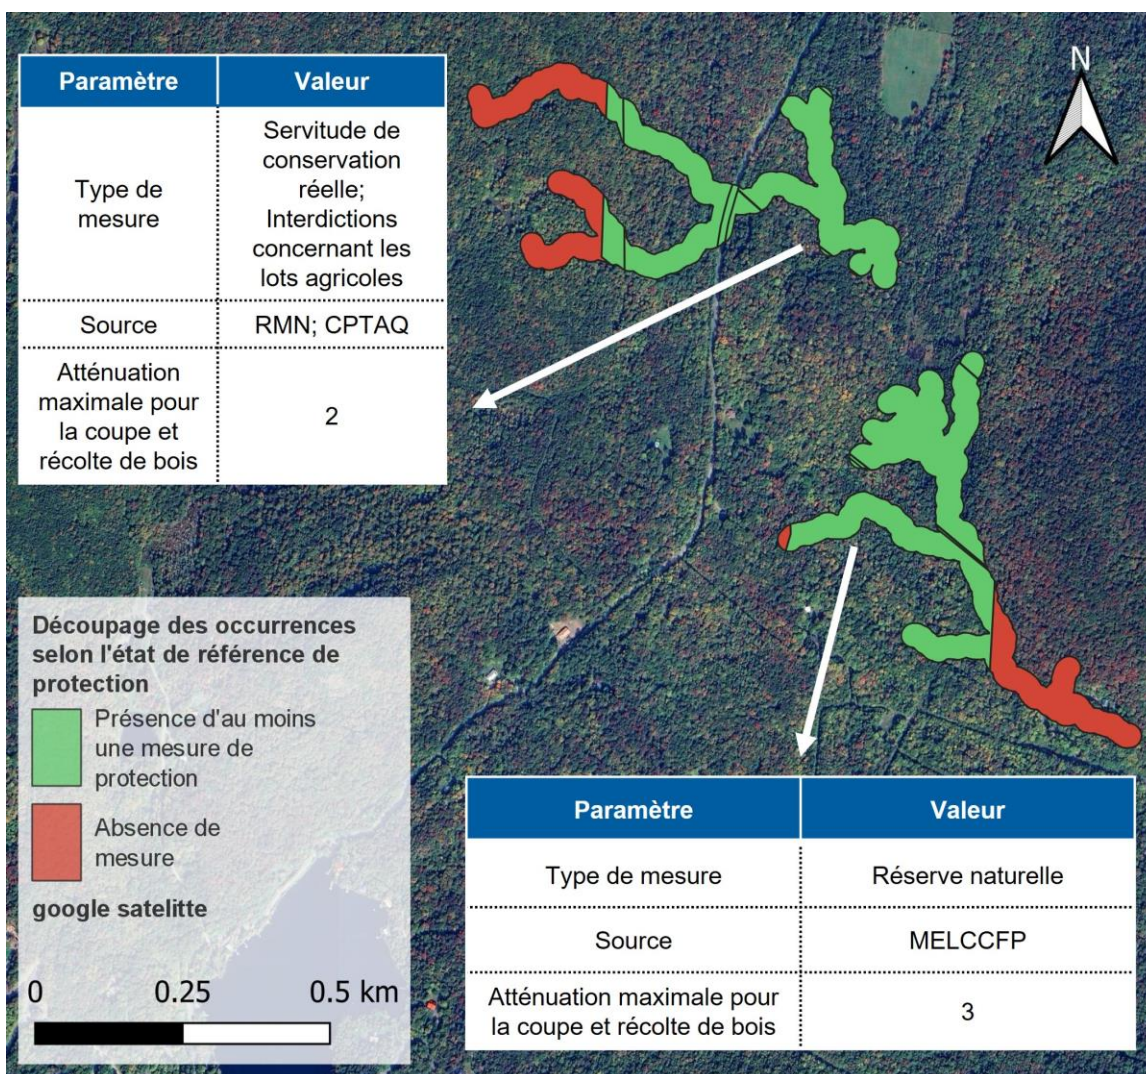 Paramètre
Valeur
Type de
mesure
Servitude de
conservation
réelle;
Interdictions
concernant les
lots agricoles
Source
RMN; CPTAQ
Atténuation
maximale pour
la coupe et
récolte de bois
2
N
Découpage des occurrences
selon l'état de référence de
protection
Présence d'au moins
une mesure de
protection
Absence de
mesure
google satelitte
0 0.25 0.5 km
Paramètre
Valeur
Type de mesure
Réserve naturelle
Source
MELCCFP
Atténuation maximale pour
la coupe et récolte de bois
3